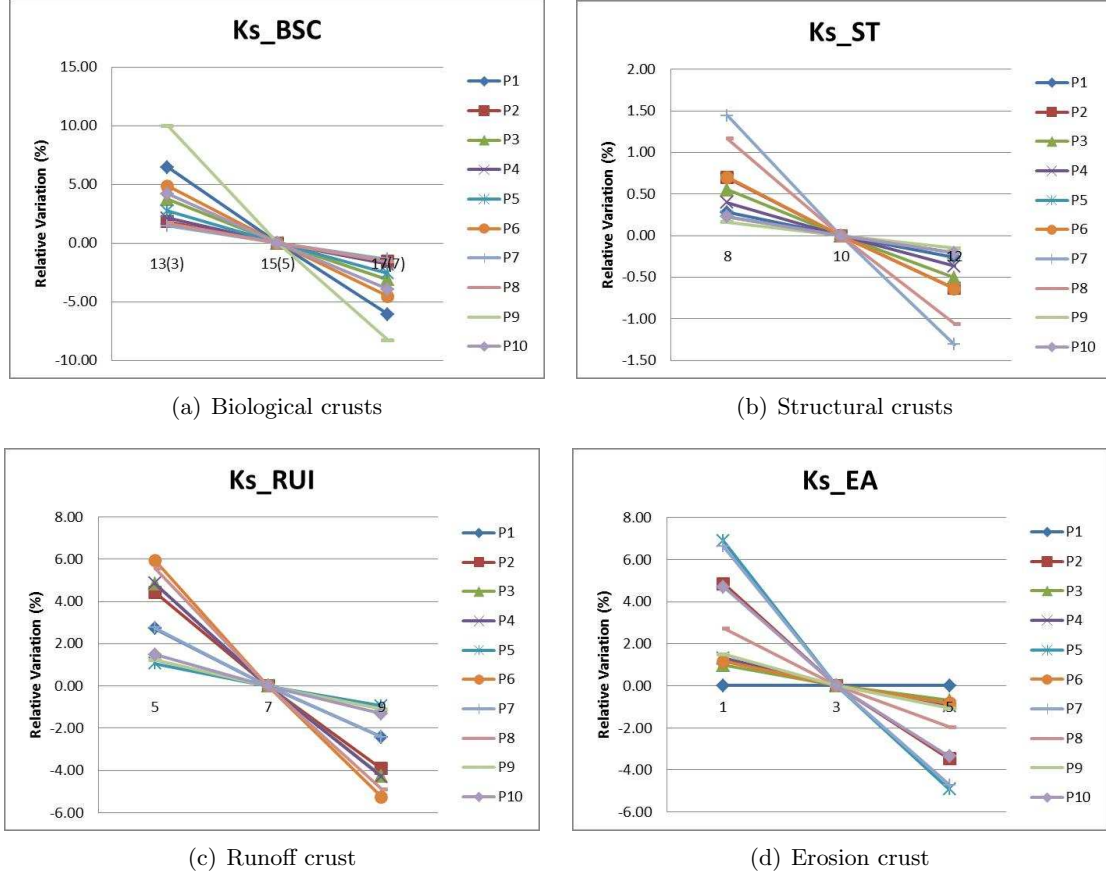 Ks_BSC
15.00
10.00
5.00
0.00
-5.00
-10.00
Relative Variation (%)
13(3)
15(5)
17(7)
P1
P2
P3
P4
P5
P6
P7
P8
P9
P10
(a) Biological crusts
Ks_ST
2.00
1.50
1.00
0.50
0.00
-0.50
-1.00
-1.50
Relative Variation (%)
8
10
12
P1
P2
P3
P4
P5
P6
P7
P8
P9
P10
(b) Structural crusts
Ks_RUI
8.00
6.00
4.00
2.00
0.00
-2.00
-4.00
-6.00
Relative Variation (%)
5
7
9
P1
P2
P3
P4
P5
P6
P7
P8
P9
P10
(c) Runoff crust
Ks_EA
8.00
6.00
4.00
2.00
0.00
-2.00
-4.00
-6.00
Relative Variation (%)
1
3
5
P1
P2
P3
P4
P5
P6
P7
P8
P9
P10
(d) Erosion crust